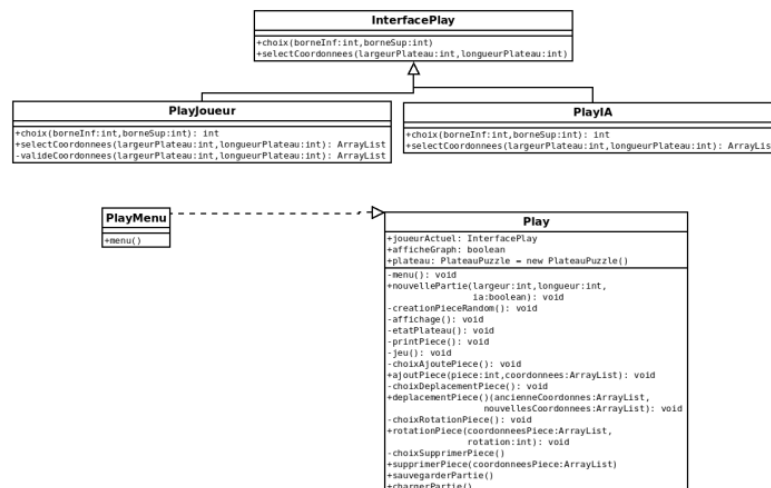 InterfacePlay
+choix(borneInf:int,borneSup:int)
+selectCoordonnees(largeurPlateau:int,longueurPlateau:int)
PlayJoueur
+choix(borneInf:int,borneSup:int): int
+selectCoordonnees(largeurPlateau:int,longueurPlateau:int): ArrayList
-valideCoordonnees(largeurPlateau:int,longueurPlateau:int): ArrayList
PlayIA
+choix(borneInf:int,borneSup:int): int
+selectCoordonnees(largeurPlateau:int,longueurPlateau:int): ArrayLis
PlayMenu
+menu()
Play
+joueurActuel: InterfacePlay
+afficheGraph: boolean
+plateau: PlateauPuzzle = new PlateauPuzzle()
-menu(): void
+nouvellePartie(largeur:int,longueur:int,
ia:boolean): void
-creationPieceRandom(): void
-affichage(): void
-etatPlateau(): void
-printPiece(): void
-jeu(): void
-choixAjoutePiece(): void
+ajoutPiece(piece:int,coordonnees:ArrayList): void
-choixDeplacementPiece(): void
+deplacementPiece()(ancienneCoordonnes:ArrayList,
nouvellesCoordonnees:ArrayList): void
-choixRotationPiece(): void
+rotationPiece(coordonneesPiece:ArrayList,
rotation:int): void
-choixSupprimerPiece()
+supprimerPiece(coordonneesPiece:ArrayList)
+sauvegarderPartie()
+chargerPartie()